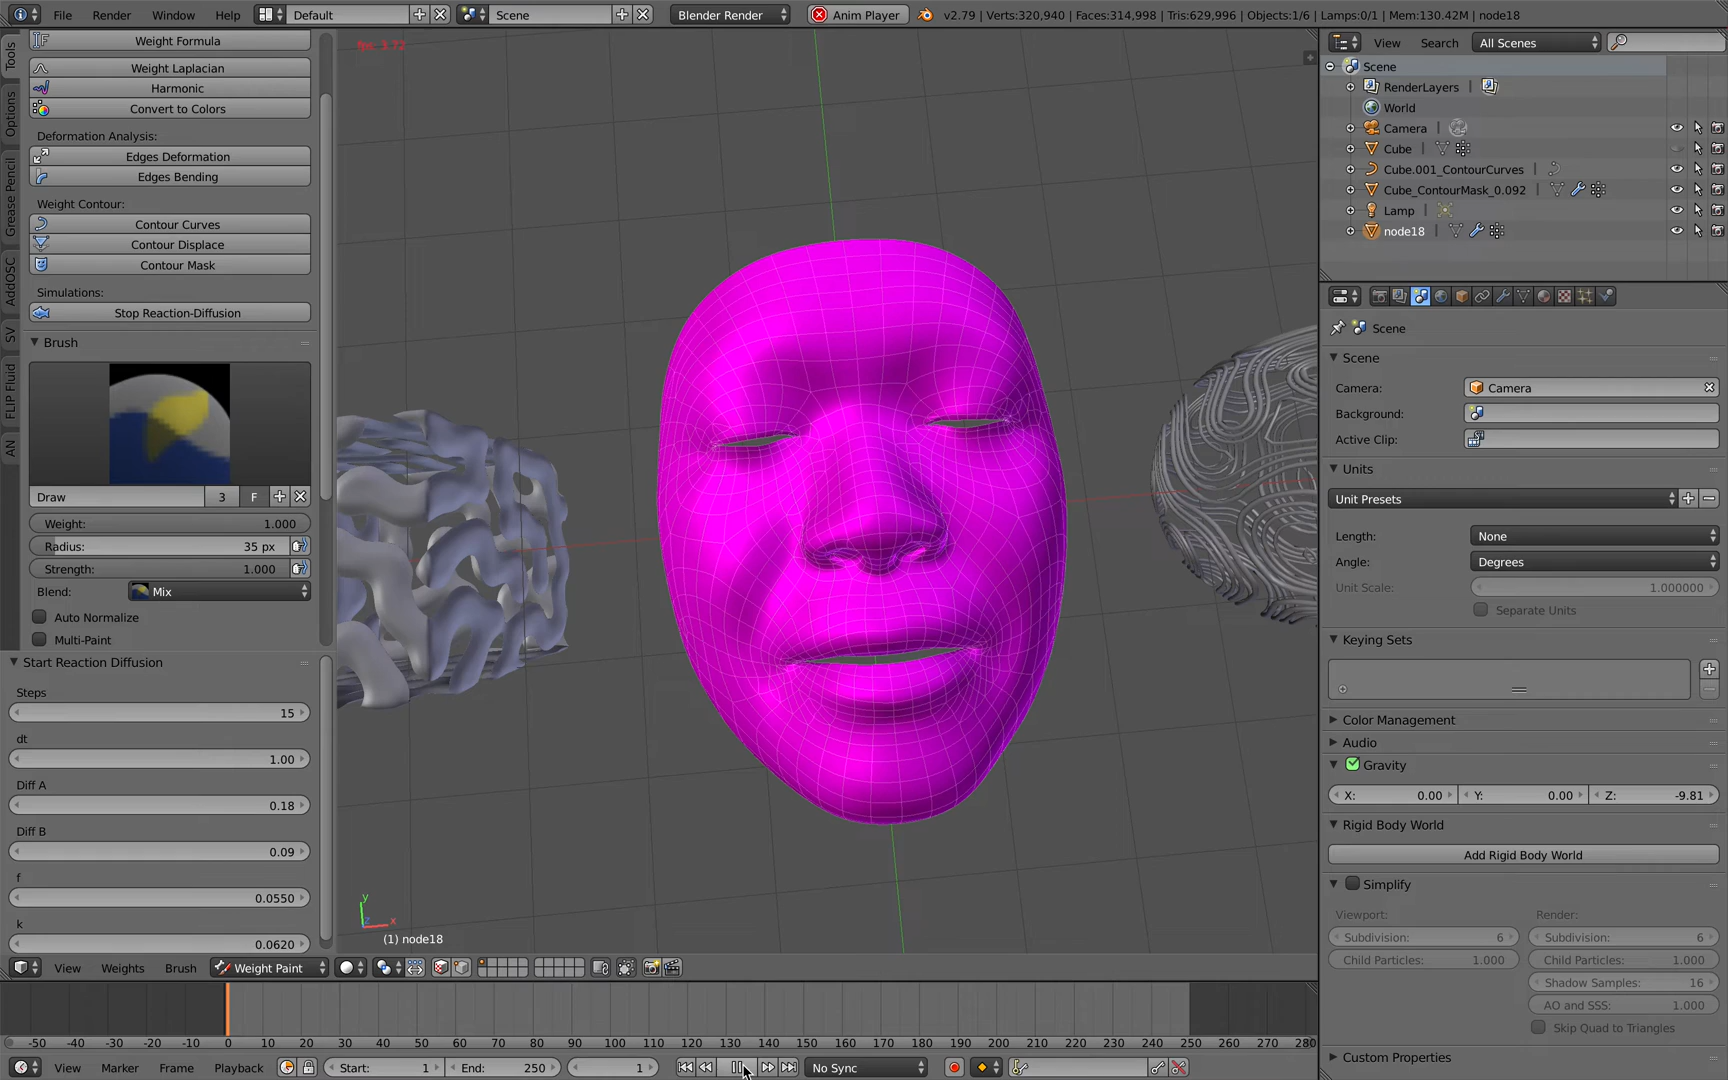 File Render Window Help Default Scene Blender Render Anim Player v2.79 | Verts:320,940 | Faces:314,998 | Tris:629,996 | Objects:1/6 | Lamps:0/1 | Mem:130.42M | node18
Tools
Options
Grease Pencil
AddOSC
SV
FLIP Fluid
AN
Weight Formula
Weight Laplacian
Harmonic
Convert to Colors
Deformation Analysis:
Edges Deformation
Edges Bending
Weight Contour:
Contour Curves
Contour Displace
Contour Mask
Simulations:
Stop Reaction-Diffusion
Brush
Draw 3 F
Weight: 1.000
Radius: 35 px
Strength: 1.000
Blend: Mix
Auto Normalize
Multi-Paint
Start Reaction Diffusion
Steps
15
dt
1.00
Diff A
0.18
Diff B
0.09
f
0.0550
k
0.0620
fps: 3.72
y
z
x
(1) node18
View Weights Brush Weight Paint
-50 -40 -30 -20 -10 0 10 20 30 40 50 60 70 80 90 100 110 120 130 140 150 160 170 180 190 200 210 220 230 240 250 260 270 280
View Marker Frame Playback Start: 1 End: 250 1 No Sync
View Search All Scenes
Scene
RenderLayers
World
Camera
Cube
Cube.001_ContourCurves
Cube_ContourMask_0.092
Lamp
node18
Scene
Scene
Camera: Camera
Background:
Active Clip:
Units
Unit Presets
Length: None
Angle: Degrees
Unit Scale: 1.000000
Separate Units
Keying Sets
Color Management
Audio
Gravity
X: 0.00 Y: 0.00 Z: -9.81
Rigid Body World
Add Rigid Body World
Simplify
Viewport: Render:
Subdivision: 6 Subdivision: 6
Child Particles: 1.000 Child Particles: 1.000
Shadow Samples: 16
AO and SSS: 1.000
Skip Quad to Triangles
Custom Properties